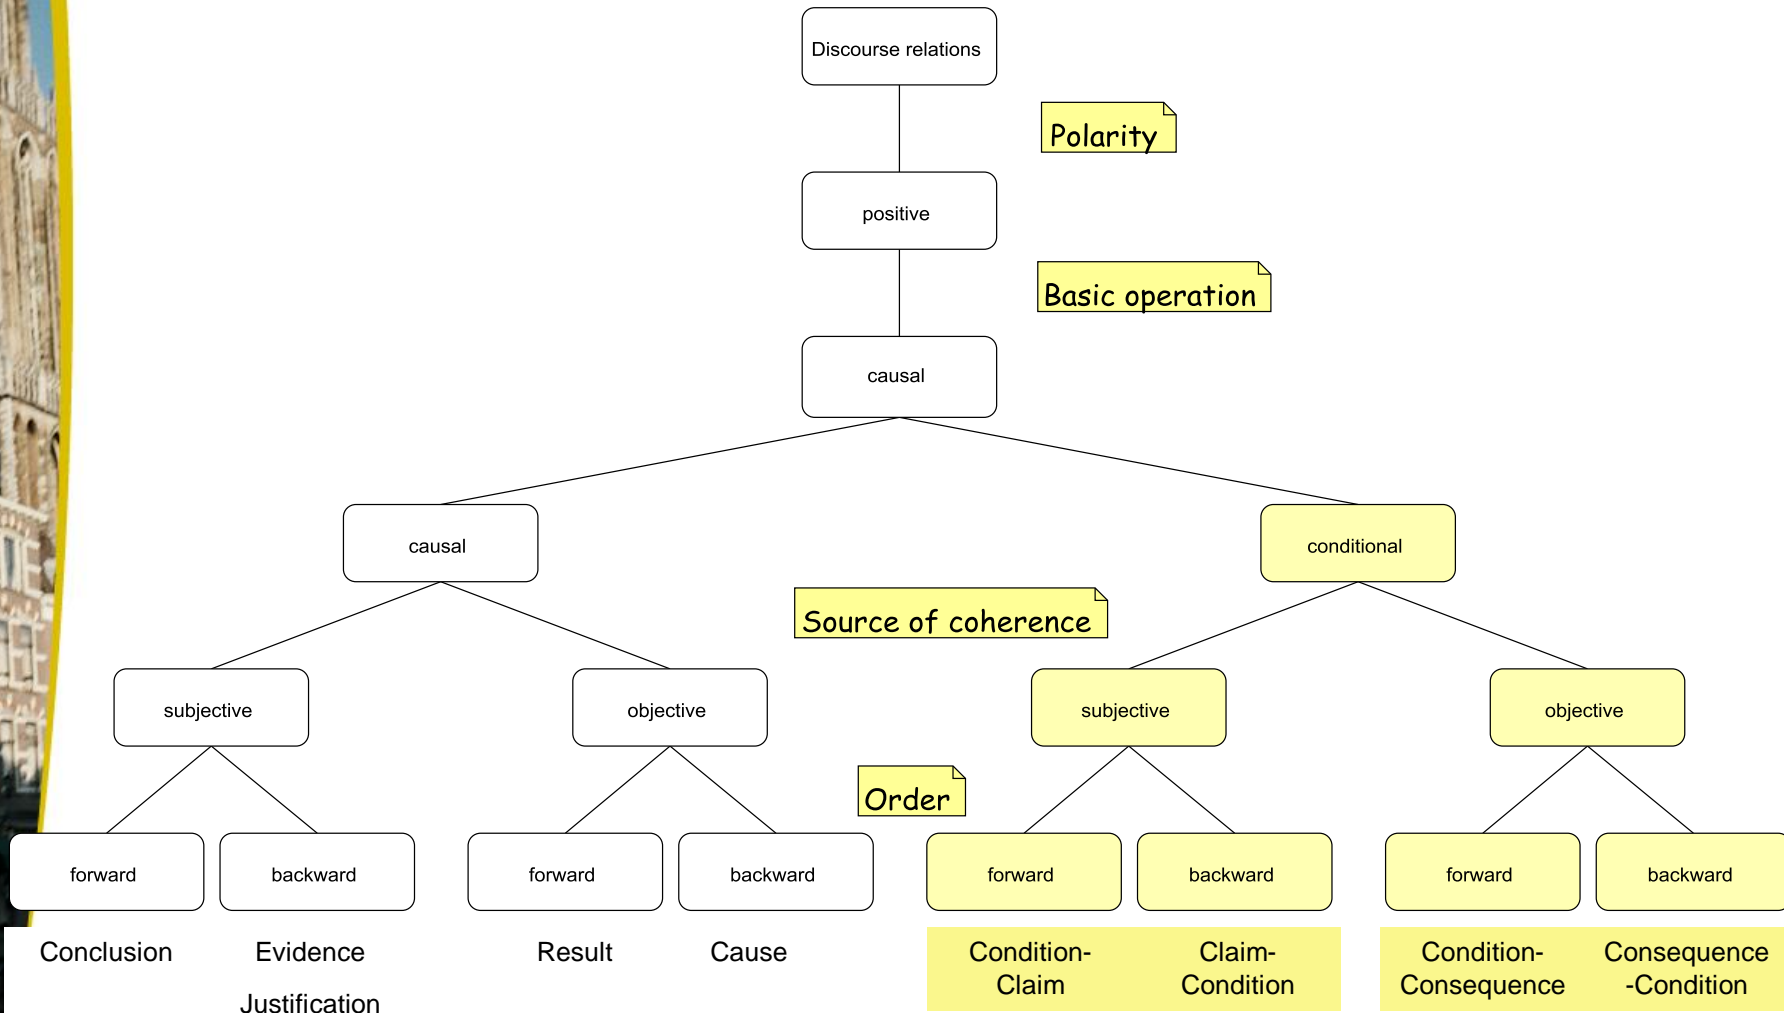 Discourse relations
Polarity
positive
Basic operation
causal
causal
conditional
Source of coherence
subjective
objective
subjective
objective
Order
forward
backward
forward
backward
forward
backward
forward
backward
Conclusion
Evidence
Justification
Result
Cause
Condition-
Claim
Claim-
Condition
Condition-
Consequence
Consequence
-Condition